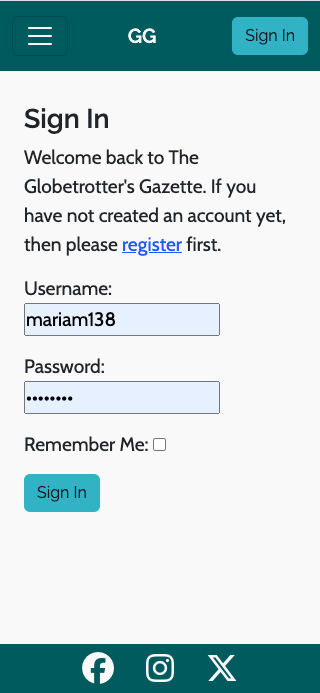 GG
Sign In
Sign In
Welcome back to The
Globetrotter's Gazette. If you
have not created an account yet,
then please register first.
Username:
mariam138
Password:
••••••••
Remember Me:
Sign In